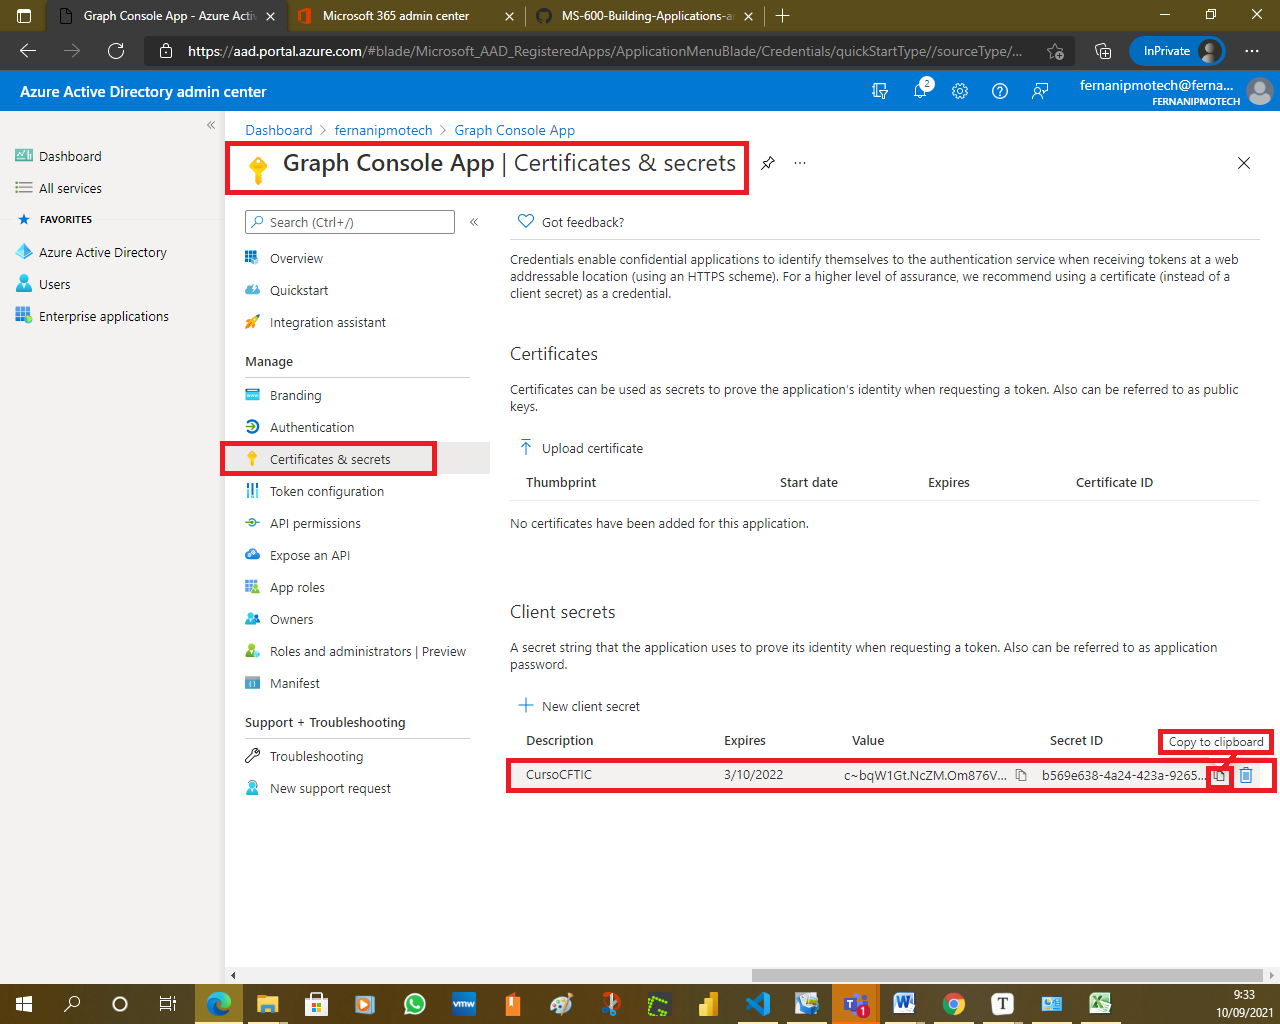 Graph Console App - Azure Activ
Microsoft 365 admin center
MS-600-Building-Applications-a
https://aad.portal.azure.com/#blade/Microsoft_AAD_RegisteredApps/ApplicationMenuBlade/Credentials/quickStartType//sourceType/...
InPrivate
Azure Active Directory admin center
2
fernanipmotech@ferna...
FERNANIPMOTECH
Dashboard
All services
FAVORITES
Azure Active Directory
Users
Enterprise applications
Dashboard > fernanipmotech > Graph Console App
Graph Console App | Certificates & secrets
Search (Ctrl+/)
Overview
Quickstart
Integration assistant
Manage
Branding
Authentication
Certificates & secrets
Token configuration
API permissions
Expose an API
App roles
Owners
Roles and administrators | Preview
Manifest
Support + Troubleshooting
Troubleshooting
New support request
Got feedback?
Credentials enable confidential applications to identify themselves to the authentication service when receiving tokens at a web
addressable location (using an HTTPS scheme). For a higher level of assurance, we recommend using a certificate (instead of a
client secret) as a credential.
Certificates
Certificates can be used as secrets to prove the application's identity when requesting a token. Also can be referred to as public
keys.
Upload certificate
Thumbprint Start date Expires Certificate ID
No certificates have been added for this application.
Client secrets
A secret string that the application uses to prove its identity when requesting a token. Also can be referred to as application
password.
New client secret
Description Expires Value Secret ID
Copy to clipboard
CursoCFTIC 3/10/2022 c~bqW1Gt.NcZM.Om876V... b569e638-4a24-423a-9265...
vmw
1
W
T
X
9:33
10/09/2021